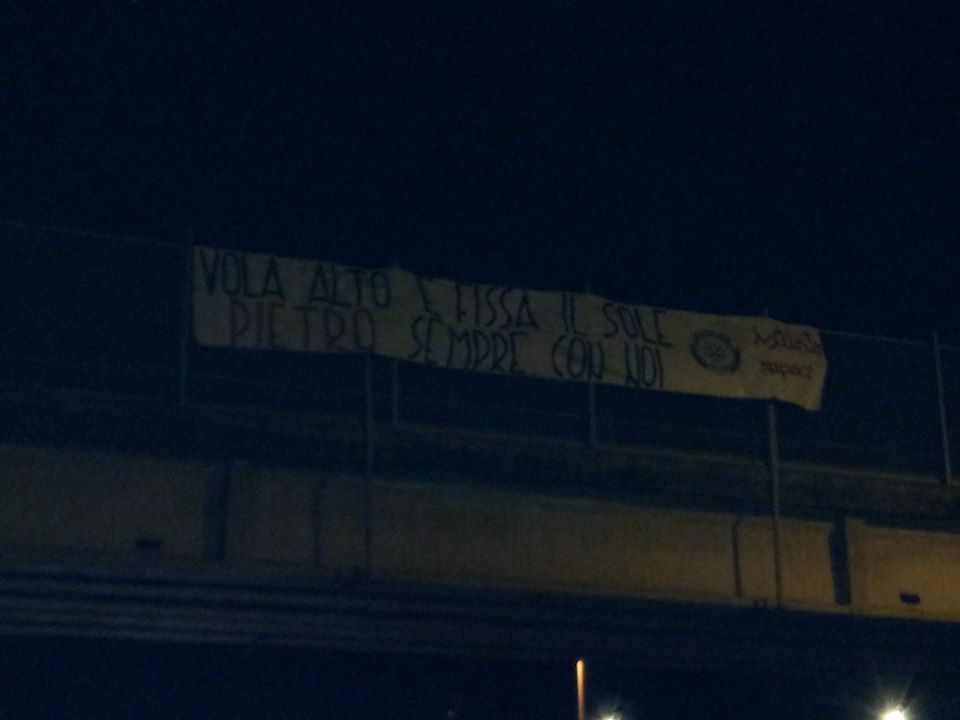 VOLA ALTO E FISSA IL SOLE
PIETRO SEMPRE CON NOI